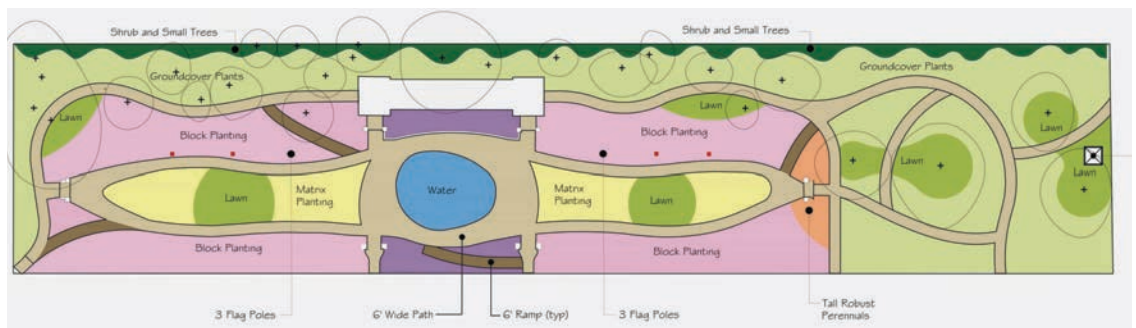 Shrub and Small Trees
Shrub and Small Trees
Groundcover Plants
Groundcover Plants
Lawn
Lawn
Lawn
Block Planting
Block Planting
Lawn
Lawn
Matrix
Planting
Water
Matrix
Planting
Lawn
Lawn
Block Planting
Block Planting
3 Flag Poles
6' Wide Path
6' Ramp (typ)
3 Flag Poles
Tall Robust
Perennals